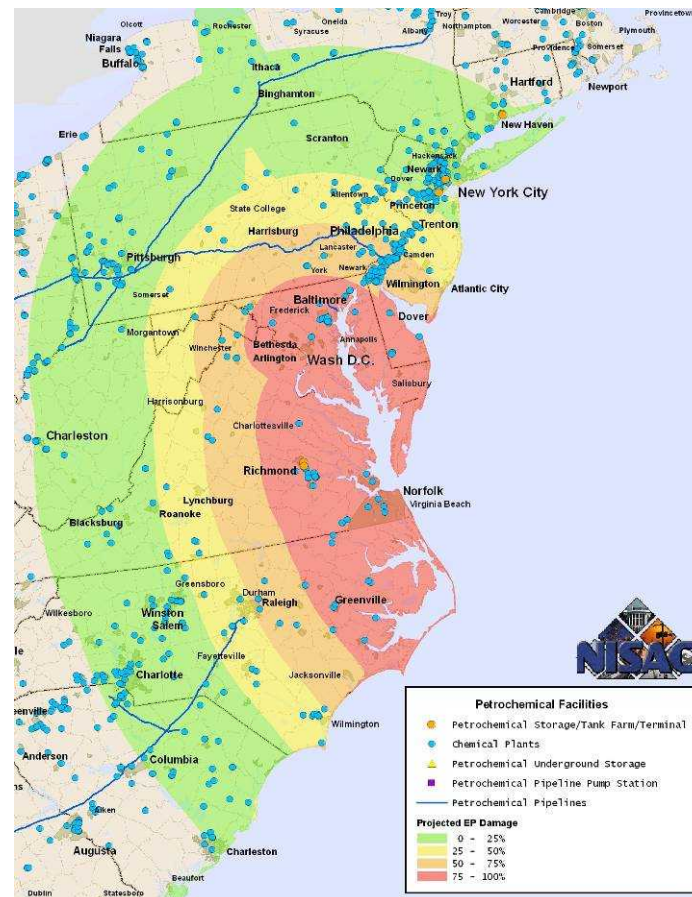 Olcott
Rochester
Oneida
Syracuse
Albany
Troy
Northampton
Worcester
Cambridge
Boston
Provincetown
Plymouth
Niagara
Falls
Buffalo
Providence
Somerset
Ithaca
Hartford
Newport
Binghamton
Erie
New Haven
Scranton
Hackensack
Newark
Dover
New York City
Allentown
Princeton
State College
Harrisburg
Philadelphia
Trenton
Pittsburgh
Lancaster
Camden
York
Newark
Wilmington
Atlantic City
Somerset
Baltimore
Frederick
Dover
Morgantown
Winchester
Bethesda
Annapolis
Arlington
Wash D.C.
Salisbury
Harrisonburg
Charlottesville
Charleston
Richmond
Norfolk
Virginia Beach
Lynchburg
Blacksburg
Roanoke
Greensboro
Durham
Wilkesboro
Winston
Salem
Raleigh
Greenville
Fayetteville
Charlotte
Jacksonville
Wilmington
Anderson
Columbia
Aiken
Augusta
Charleston
Beaufort
Dublin
Statesboro
NISAC
Petrochemical Facilities
Petrochemical Storage/Tank Farm/Terminal
Chemical Plants
Petrochemical Underground Storage
Petrochemical Pipeline Pump Station
Petrochemical Pipelines
Projected EP Damage
0 - 25%
25 - 50%
50 - 75%
75 - 100%